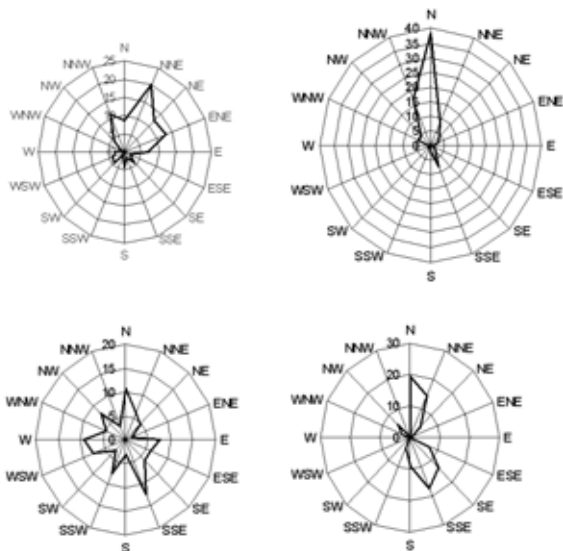 N
25
NNW NNE
20
NW NE
15
WNW ENE
W E
WSW ESE
SW SE
SSW SSE
S
N
40
NNW NNE
35
30
NW NE
25
20
15
WNW ENE
10
5
W 0 E
WSW ESE
SW SE
SSW SSE
S
N
20
NNW NNE
15
NW NE
10
WNW ENE
5
W 0 E
WSW ESE
SW SE
SSW SSE
S
N
30
NNW NNE
20
NW NE
WNW ENE
10
W 0 E
WSW ESE
SW SE
SSW SSE
S